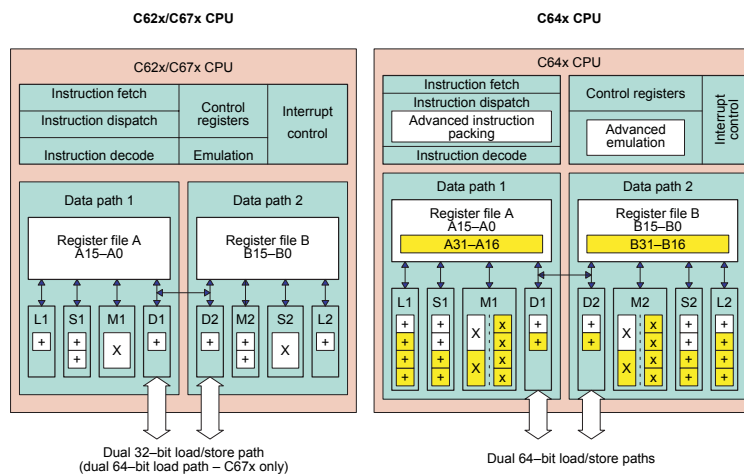 C62x/C67x CPU
C62x/C67x CPU
Instruction fetch
Instruction dispatch
Instruction decode
Control
registers
Emulation
Interrupt
control
Data path 1
Register file A
A15–A0
Data path 2
Register file B
B15–B0
L1
+
S1
+
+
M1
X
D1
+
D2
+
M2
+
+
S2
X
L2
+
Dual 32–bit load/store path
(dual 64–bit load path – C67x only)
C64x CPU
C64x CPU
Instruction fetch
Instruction dispatch
Advanced instruction
packing
Instruction decode
Control registers
Advanced
emulation
Interrupt
control
Data path 1
Register file A
A15–A0
A31–A16
Data path 2
Register file B
B15–B0
B31–B16
L1
+
+
+
+
S1
+
+
+
+
M1
X x
x
X x
x
D1
+
+
D2
+
+
M2
X x
x
X x
x
S2
+
+
+
+
L2
+
+
+
+
Dual 64–bit load/store paths